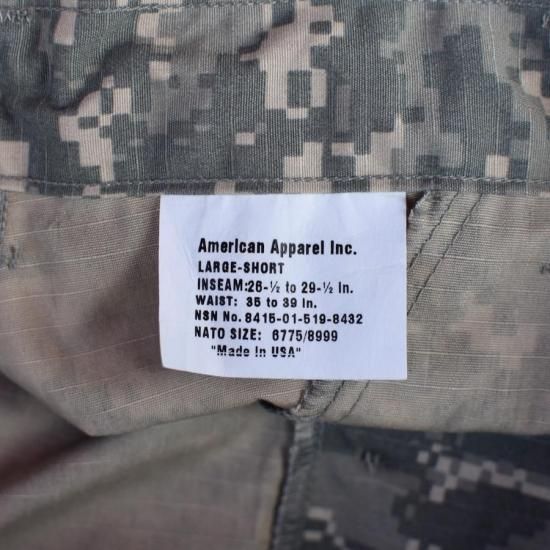 American Apparel Inc.
LARGE-SHORT
INSEAM:26-½ to 29-½ In.
WAIST: 35 to 39 In.
NSN No. 8415-01-519-8432
NATO SIZE: 6775/8999
"Made In USA"